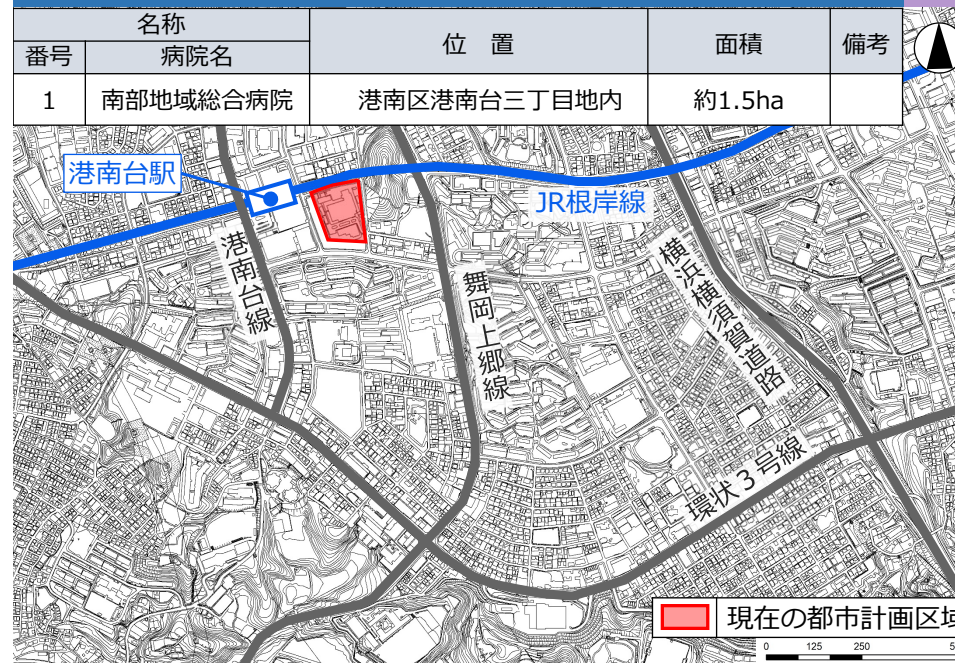 名称
位 置
面積
備考
番号
病院名
1
南部地域総合病院
港南区港南台三丁目地内
約1.5ha
港南台駅
JR根岸線
港南台線
舞岡上郷線
横浜横須賀道路
環状3号線
現在の都市計画区域
0
125
250